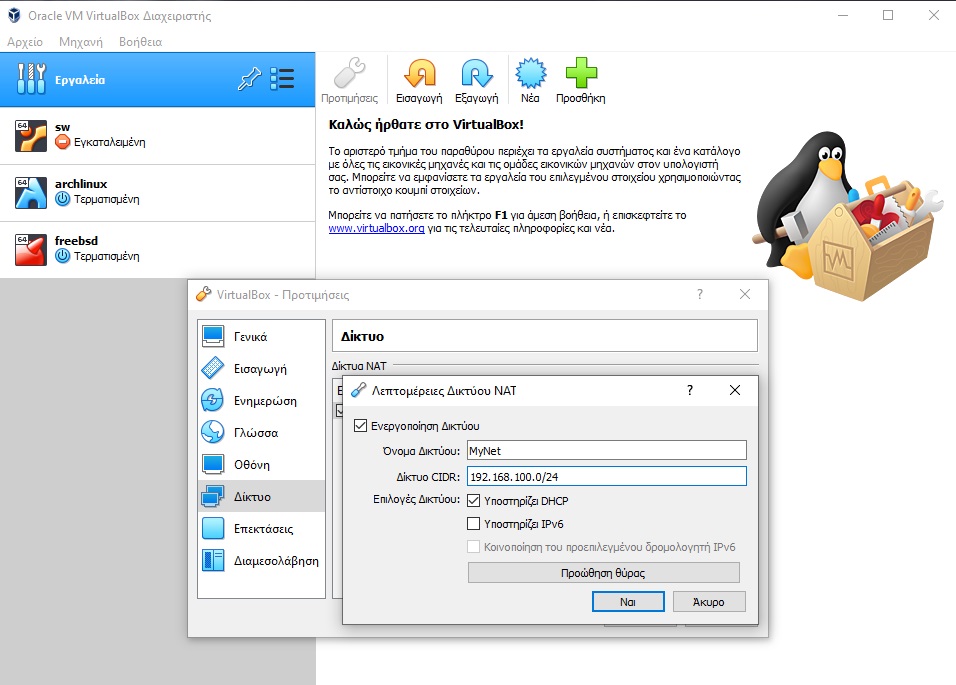 Oracle VM VirtualBox Διαχειριστής
Αρχείο Μηχανή Βοήθεια
Εργαλεία
Προτιμήσεις Εισαγωγή Εξαγωγή Νέα Προσθήκη
64
sw
Εγκαταλειμένη
64
archlinux
Τερματισμένη
64
freebsd
Τερματισμένη
Καλώς ήρθατε στο VirtualBox!
Το αριστερό τμήμα του παραθύρου περιέχει τα εργαλεία συστήματος και ένα κατάλογο
με όλες τις εικονικές μηχανές και τις ομάδες εικονικών μηχανών στον υπολογιστή
σας. Μπορείτε να εμφανίσετε τα εργαλεία του επιλεγμένου στοιχείου χρησιμοποιώντας
το αντίστοιχο κουμπί στοιχείων.
Μπορείτε να πατήσετε το πλήκτρο F1 για άμεση βοήθεια, ή επισκεφτείτε το
www.virtualbox.org για τις τελευταίες πληροφορίες και νέα.
VirtualBox - Προτιμήσεις
?
Γενικά
Εισαγωγή
Ενημερώση
Γλώσσα
Οθόνη
Δίκτυο
Επεκτάσεις
Διαμεσολάβηση
Δίκτυο
Δίκτυα NAT
Λεπτομέρειες Δικτύου NAT
?
Ενεργοποίηση Δικτύου
Όνομα Δικτύου: MyNet
Δίκτυο CIDR: 192.168.100.0/24
Επιλογές Δικτύου: Υποστηρίζει DHCP
Υποστηρίζει IPv6
Κοινοποίηση του προεπιλεγμένου δρομολογητή IPv6
Προώθηση θύρας
Ναι Άκυρο